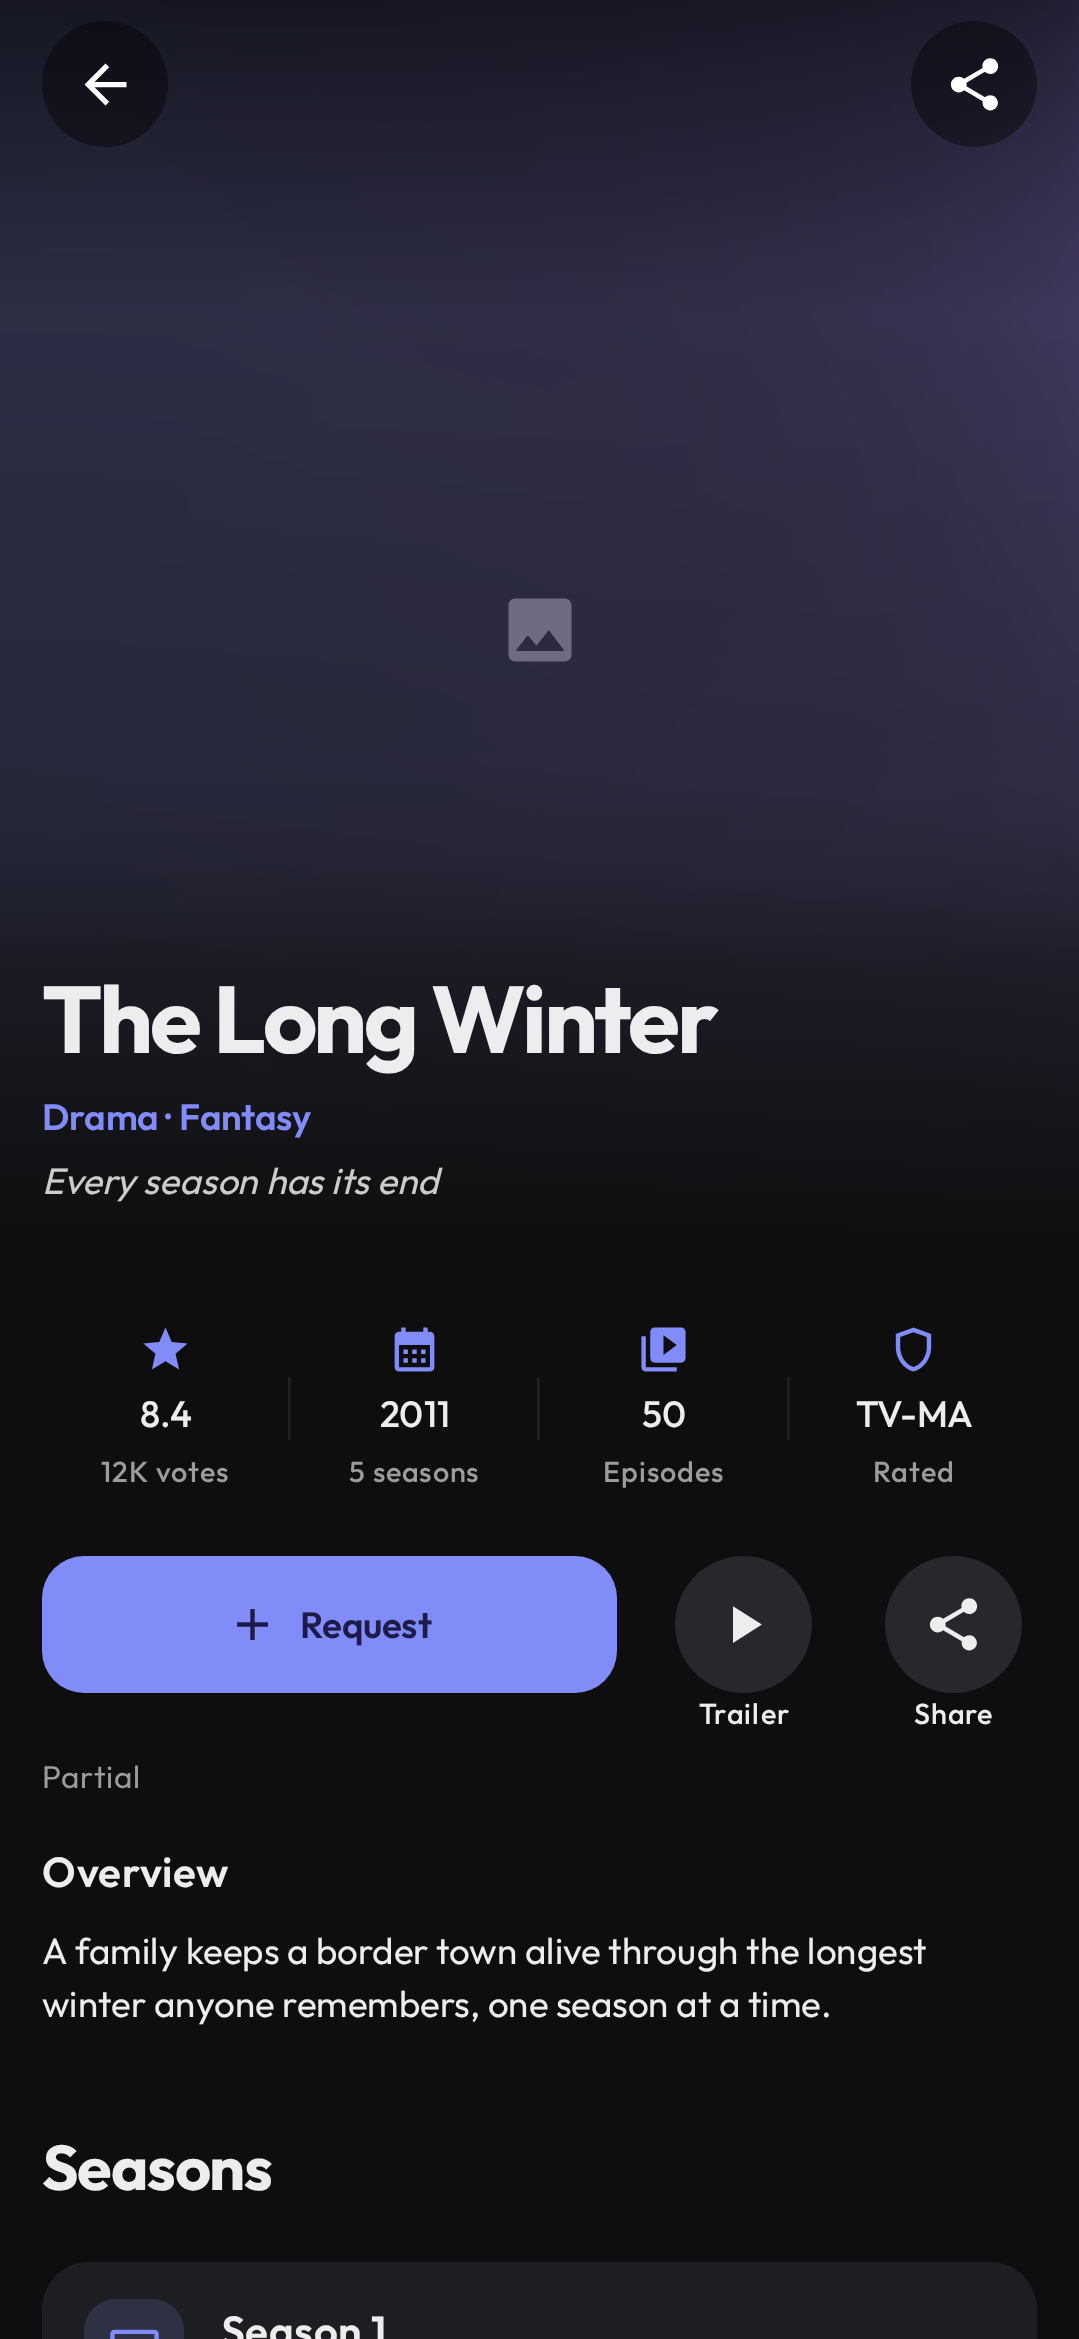 The Long Winter
Drama · Fantasy
Every season has its end
8.4
2011
50
TV-MA
12K votes
5 seasons
Episodes
Rated
Request
Trailer
Share
Partial
Overview
A family keeps a border town alive through the longest
winter anyone remembers, one season at a time.
Seasons
Season 1